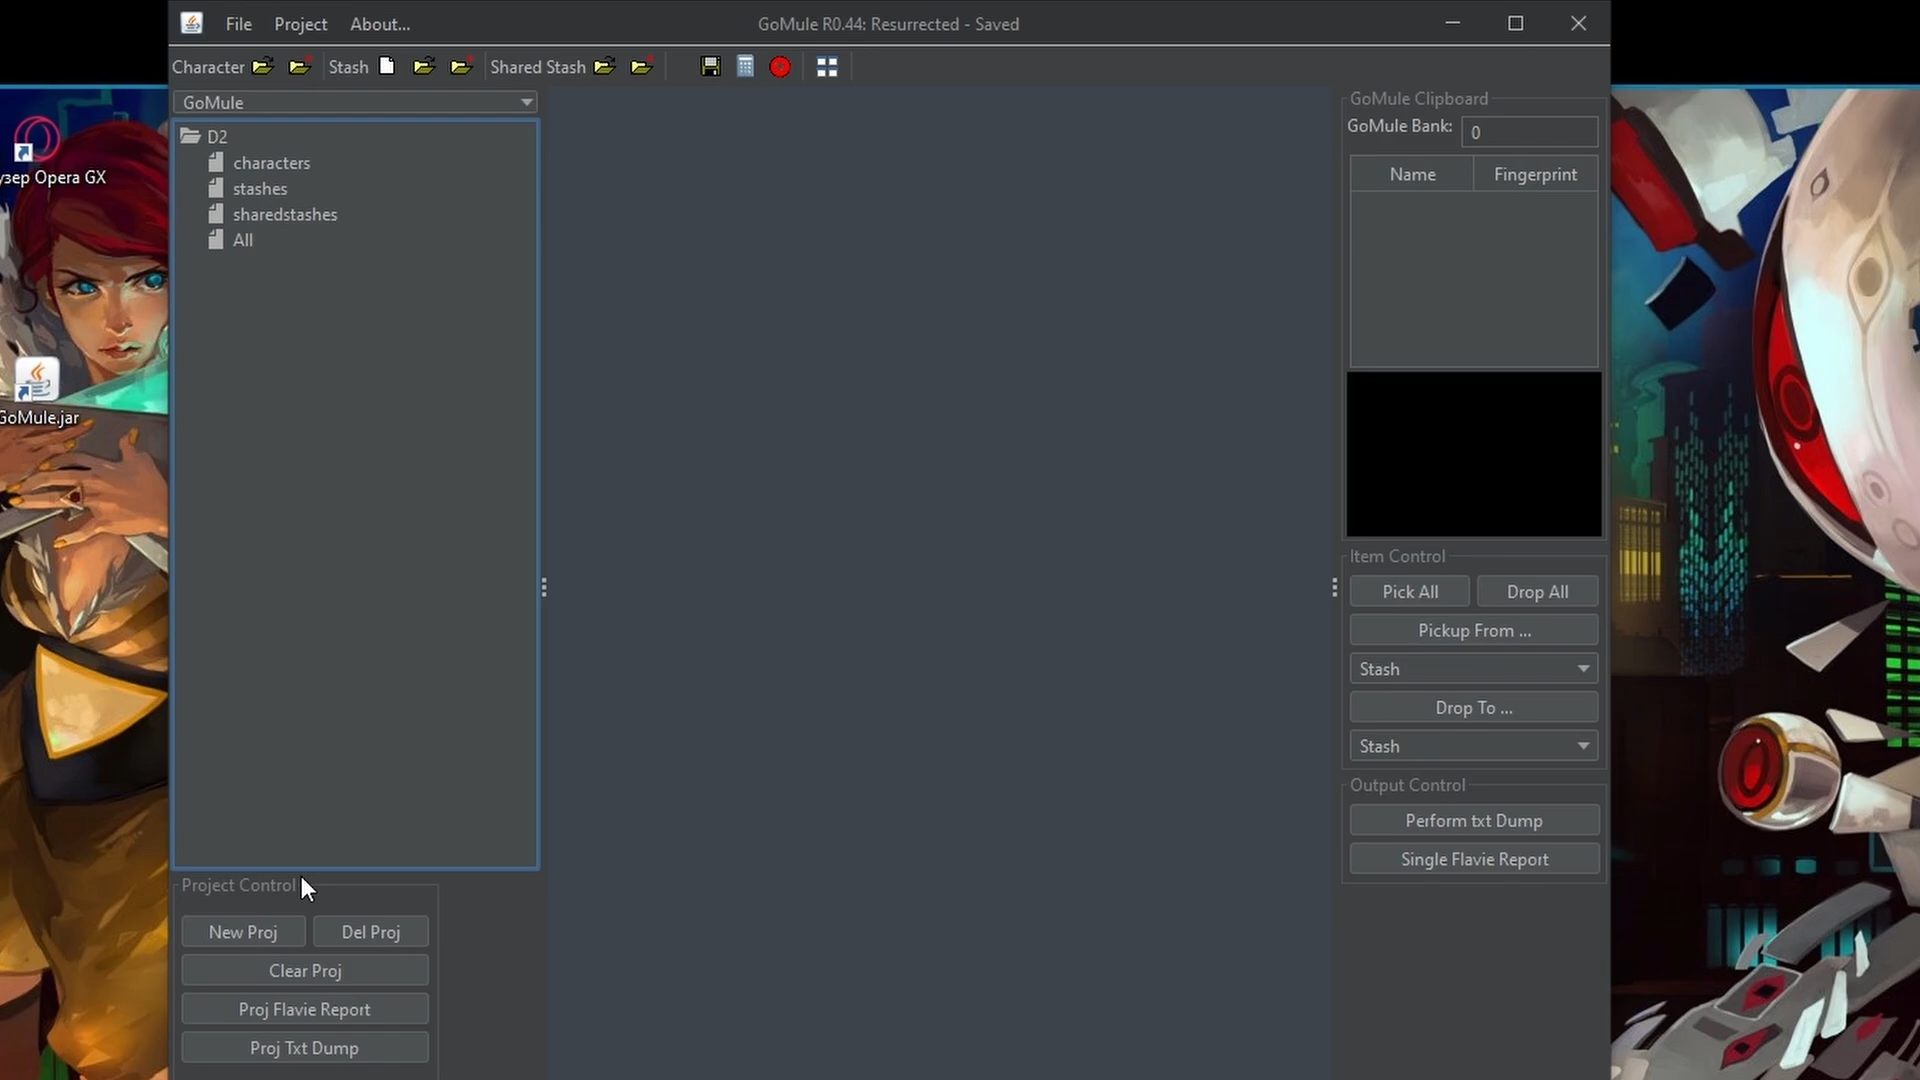 File Project About...
GoMule R0.44: Resurrected - Saved
Character Stash Shared Stash
GoMule
D2
characters
stashes
sharedstashes
All
Project Control
New Proj Del Proj
Clear Proj
Proj Flavie Report
Proj Txt Dump
GoMule Clipboard
GoMule Bank: 0
Name Fingerprint
Item Control
Pick All Drop All
Pickup From ...
Stash
Drop To ...
Stash
Output Control
Perform txt Dump
Single Flavie Report
узер Opera GX
GoMule.jar